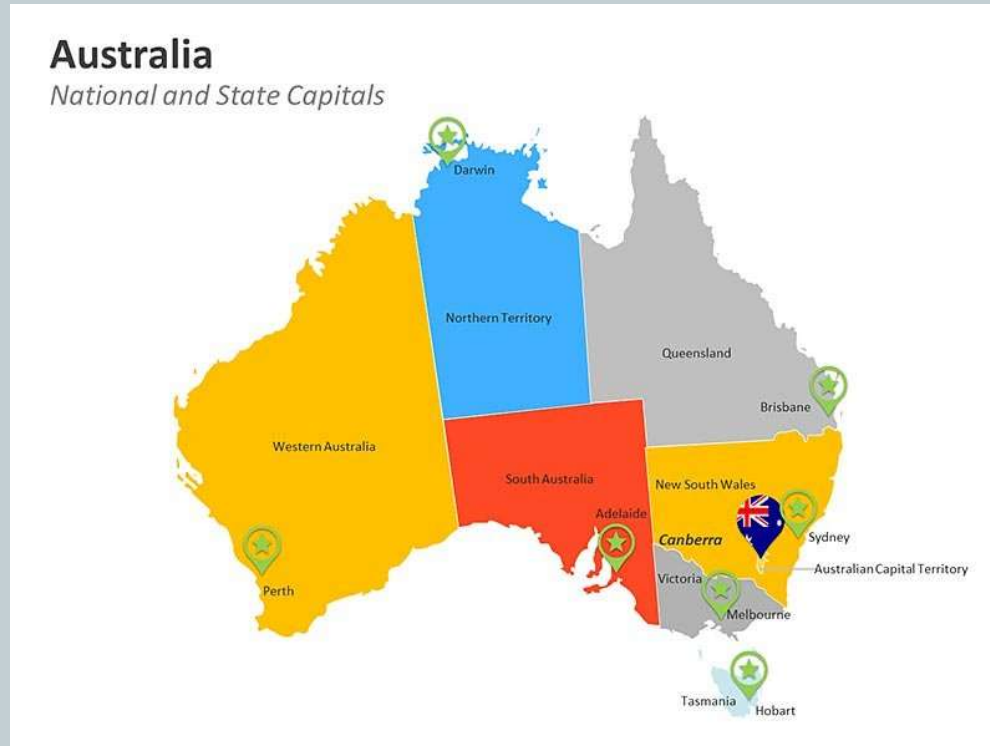 Australia
National and State Capitals
Darwin
Northern Territory
Queensland
Brisbane
Western Australia
South Australia
New South Wales
Adelaide
Canberra
Sydney
Australian Capital Territory
Victoria
Perth
Melbourne
Tasmania
Hobart